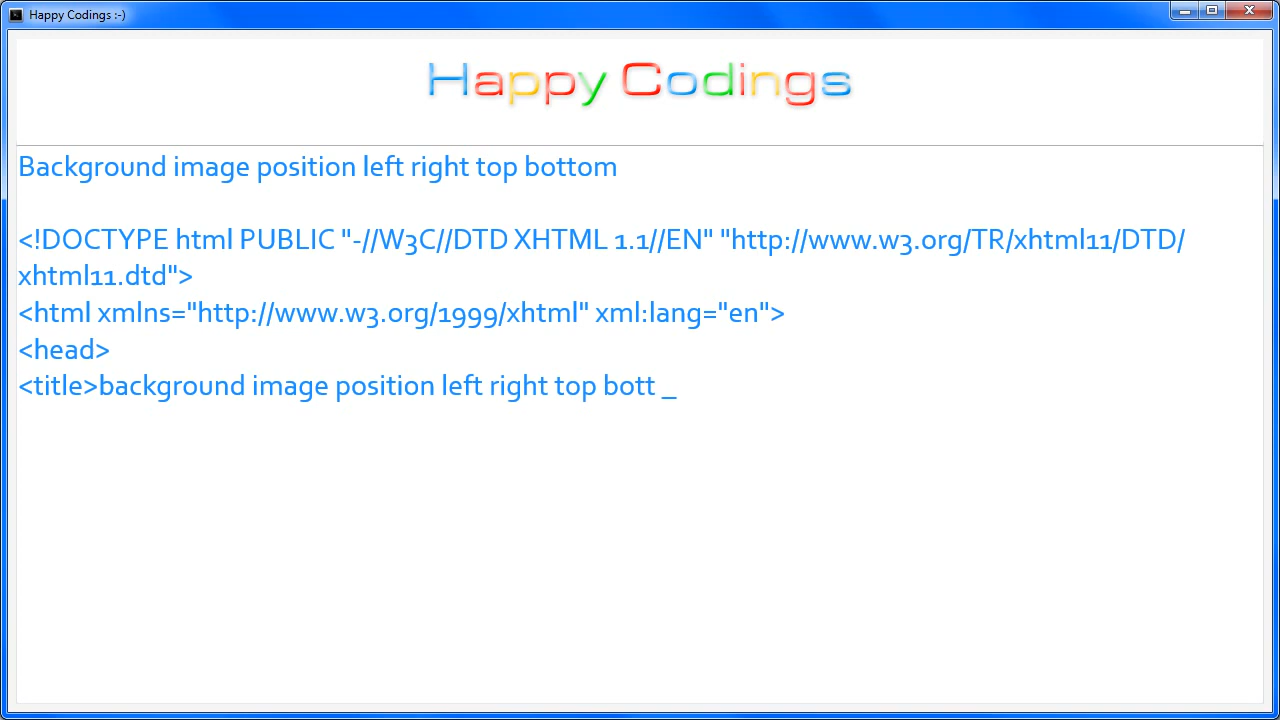 Happy Codings :-)
Happy Codings
Background image position left right top bottom
<!DOCTYPE html PUBLIC "-//W3C//DTD XHTML 1.1//EN" "http://www.w3.org/TR/xhtml11/DTD/
xhtml11.dtd">
<html xmlns="http://www.w3.org/1999/xhtml" xml:lang="en">
<head>
<title>background image position left right top bott _